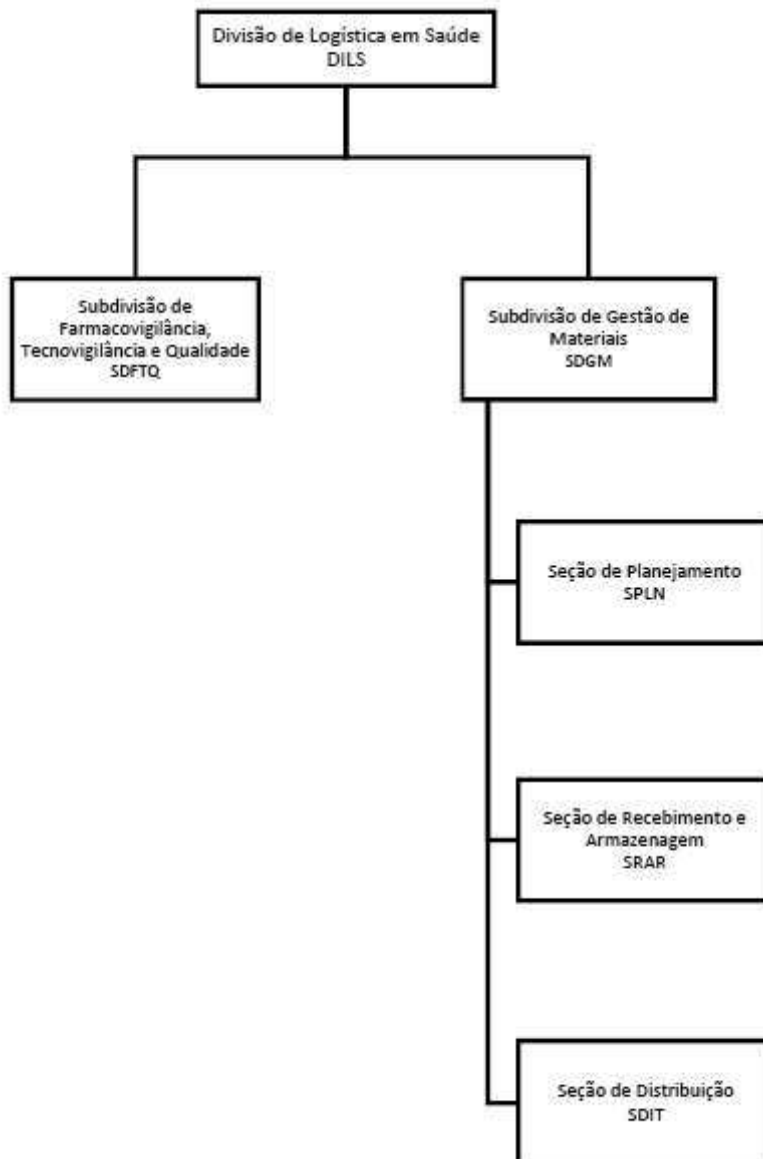 Divisão de Logística em Saúde
DILS
Subdivisão de
Farmacovigilância,
Tecnovigilância e Qualidade
SDFTQ
Subdivisão de Gestão de
Materiais
SDGM
Seção de Planejamento
SPLN
Seção de Recebimento e
Armazenagem
SRAR
Seção de Distribuição
SDIT